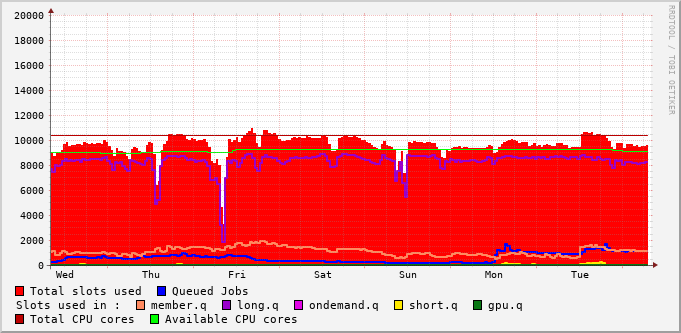 20000
18000
16000
14000
12000
10000
8000
6000
4000
2000
0
Wed Thu Fri Sat Sun Mon Tue
RRDTOOL / TOBI OETIKER
Total slots used Queued Jobs
Slots used in : member.q long.q ondemand.q short.q gpu.q
Total CPU cores Available CPU cores